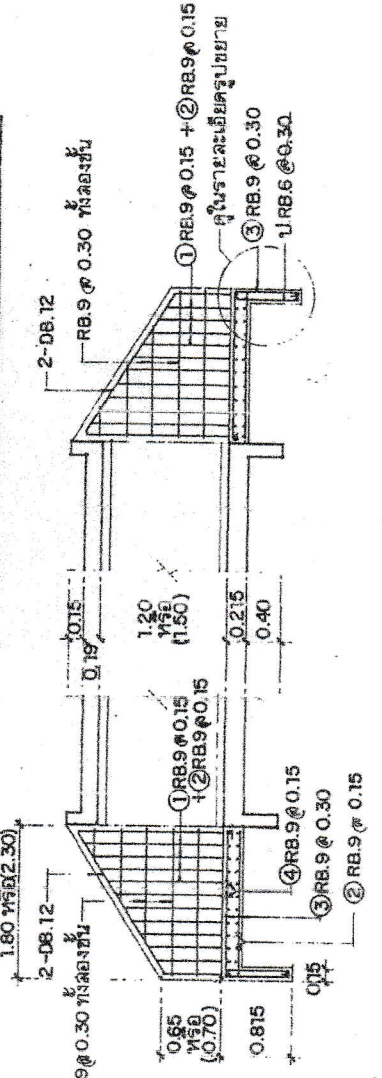 1.80 หรือ(2.30)
2-DB.12
9@ 0.30 ทั้งสองชั้น
①RB.9@0.15
+②RB.9@0.15
0.65
หรือ
(0.70)
0.815
0.15
④RB.9@0.15
③RB.9@0.30
②RB.9@0.15
0.15
0.19
1.20
หรือ
(1.50)
0.215
0.40
2-DB.12
RB.9@0.30 ทั้งสองชั้น
①RB.9@0.15 + ②RB.9@0.15
ดูในรายละเอียดรูปขยาย
③RB.9@0.30
ป.RB.6@0.30